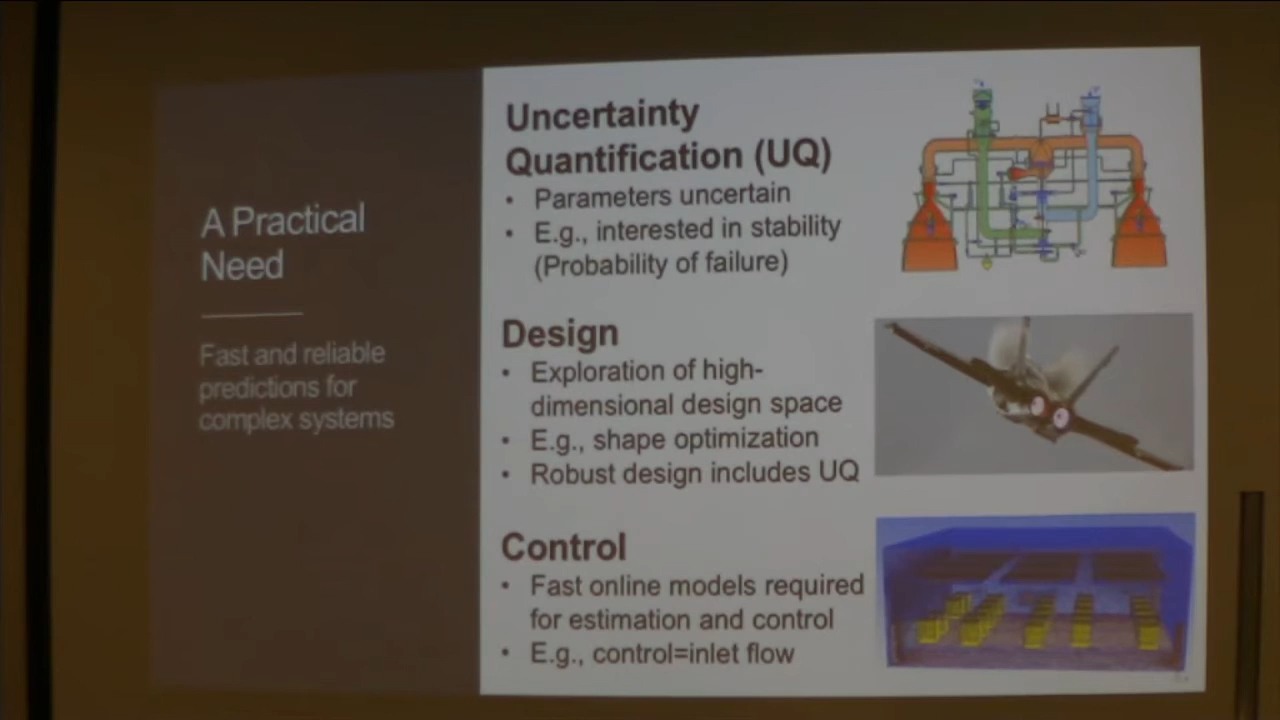 A Practical
Need
Fast and reliable
predictions for
complex systems
Uncertainty
Quantification (UQ)
• Parameters uncertain
• E.g., interested in stability
(Probability of failure)
Design
• Exploration of high-
dimensional design space
• E.g., shape optimization
• Robust design includes UQ
Control
• Fast online models required
for estimation and control
• E.g., control=inlet flow